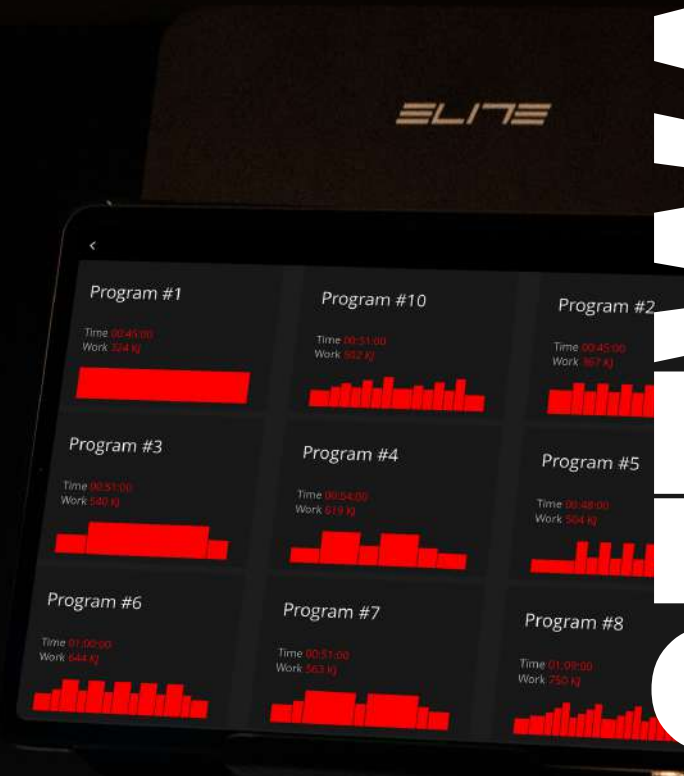 ELITE
Program #1
Time 00:45:00
Work 324 KJ
Program #10
Time 00:51:00
Work 502 KJ
Program #2
Time 00:45:00
Work 367 KJ
Program #3
Time 00:51:00
Work 540 KJ
Program #4
Time 00:54:00
Work 619 KJ
Program #5
Time 00:48:00
Work 504 KJ
Program #6
Time 01:00:00
Work 644 KJ
Program #7
Time 00:51:00
Work 563 KJ
Program #8
Time 01:09:00
Work 750 KJ